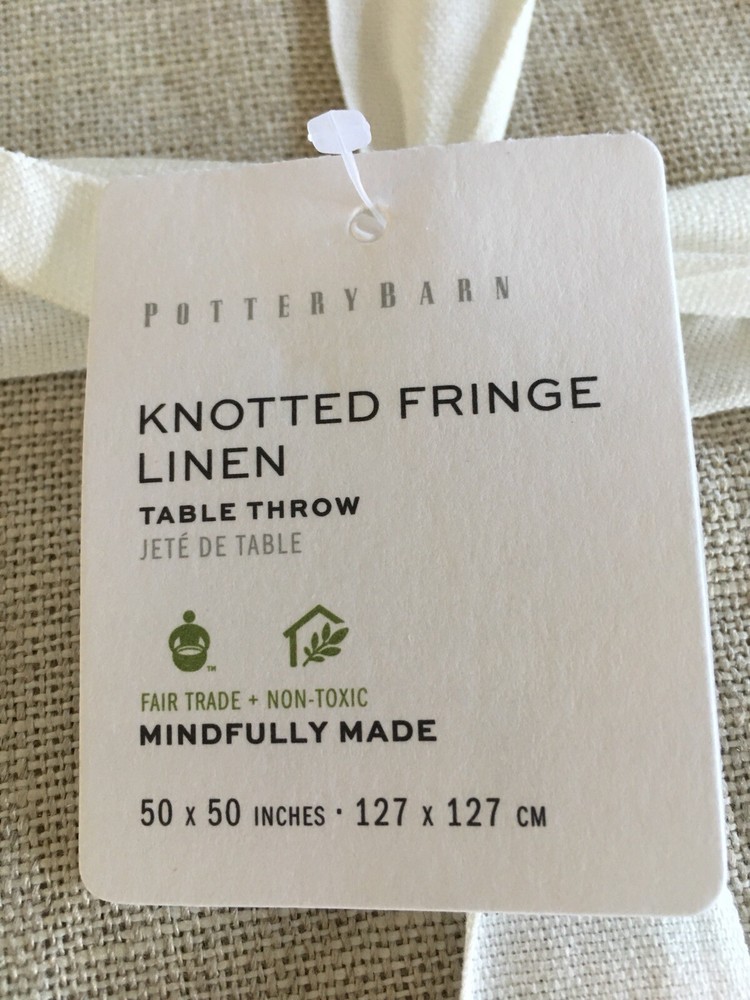 POTTERYBARN
KNOTTED FRINGE
LINEN
TABLE THROW
JETÉ DE TABLE
TM
FAIR TRADE + NON-TOXIC
MINDFULLY MADE
50 X 50 INCHES · 127 X 127 CM